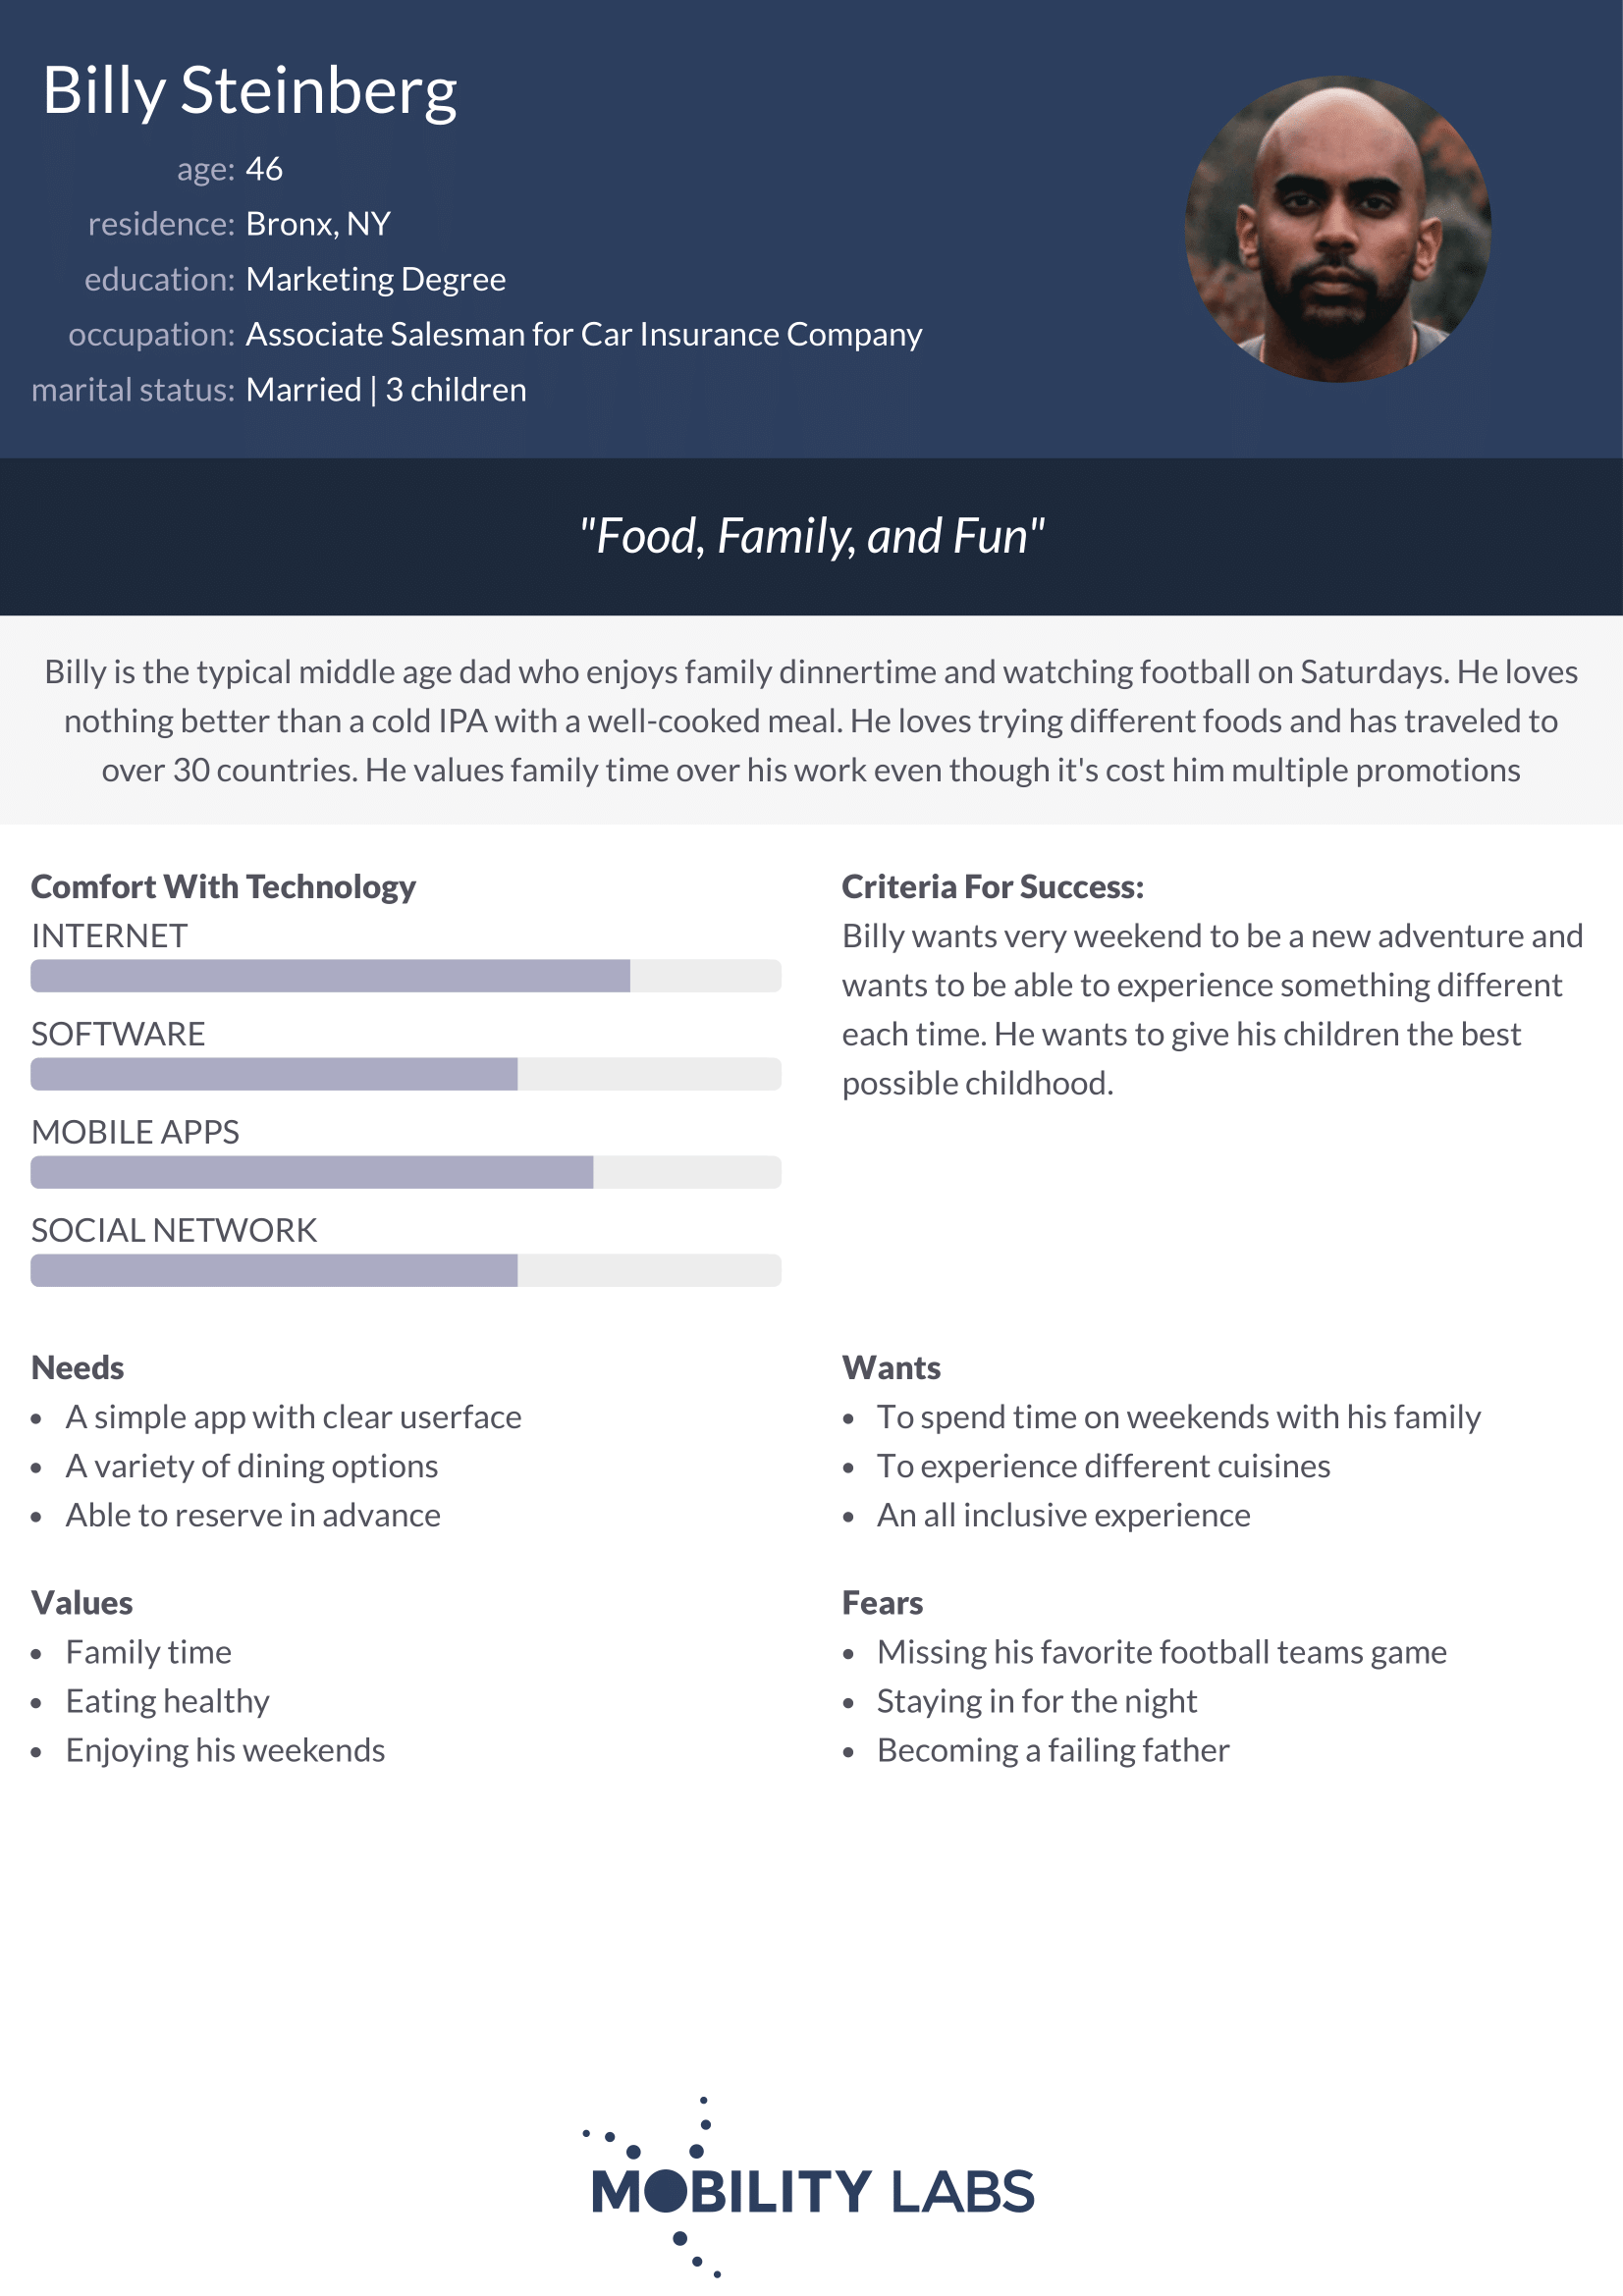 Billy Steinberg
age: 46
residence: Bronx, NY
education: Marketing Degree
occupation: Associate Salesman for Car Insurance Company
marital status: Married | 3 children
"Food, Family, and Fun"
Billy is the typical middle age dad who enjoys family dinnertime and watching football on Saturdays. He loves
nothing better than a cold IPA with a well-cooked meal. He loves trying different foods and has traveled to
over 30 countries. He values family time over his work even though it's cost him multiple promotions
Comfort With Technology
INTERNET
SOFTWARE
MOBILE APPS
SOCIAL NETWORK
Criteria For Success:
Billy wants very weekend to be a new adventure and
wants to be able to experience something different
each time. He wants to give his children the best
possible childhood.
Needs
• A simple app with clear userface
• A variety of dining options
• Able to reserve in advance
Wants
• To spend time on weekends with his family
• To experience different cuisines
• An all inclusive experience
Values
• Family time
• Eating healthy
• Enjoying his weekends
Fears
• Missing his favorite football teams game
• Staying in for the night
• Becoming a failing father
MOBILITY LABS